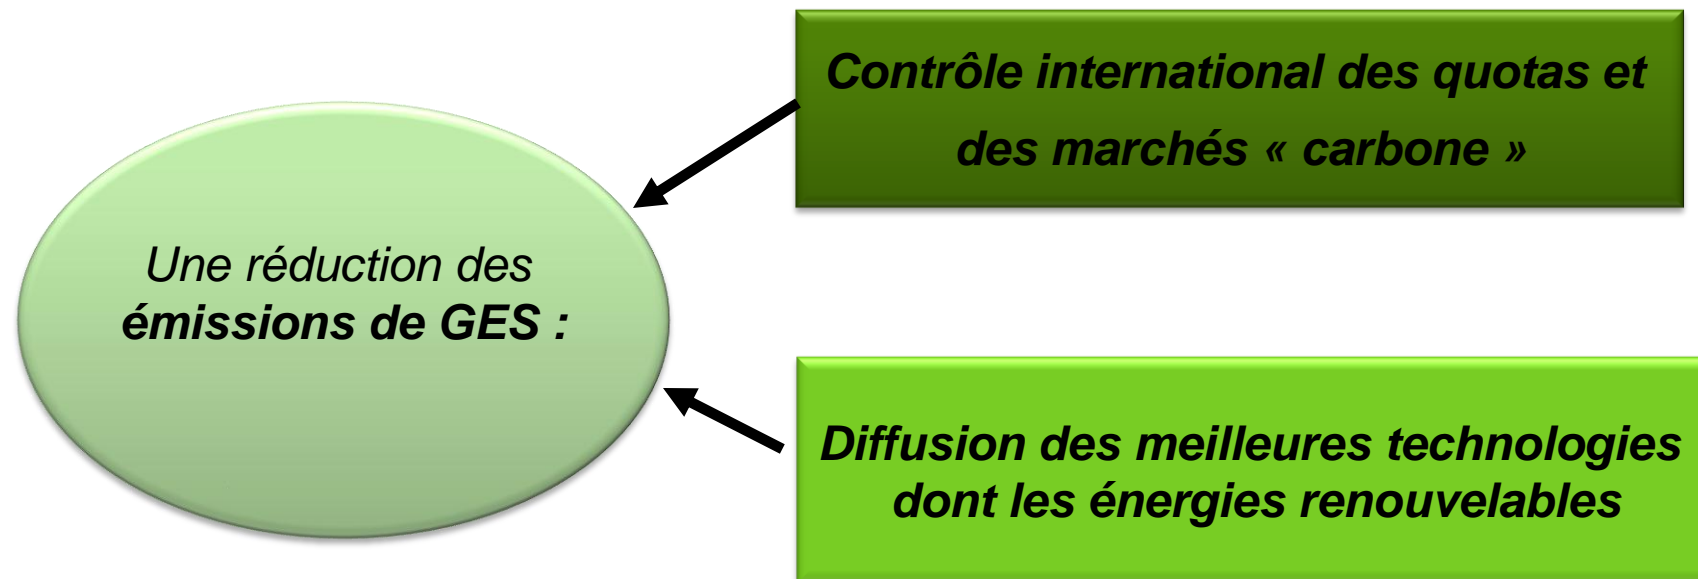 Contrôle international des quotas et
des marchés « carbone »
Une réduction des
émissions de GES :
Diffusion des meilleures technologies
dont les énergies renouvelables